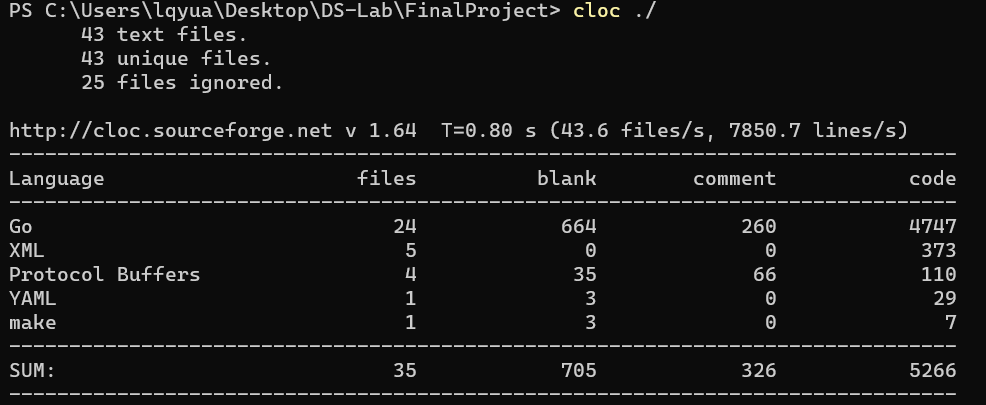 PS C:\Users\lqyua\Desktop\DS-Lab\FinalProject> cloc ./
43 text files.
43 unique files.
25 files ignored.
http://cloc.sourceforge.net v 1.64  T=0.80 s (43.6 files/s, 7850.7 lines/s)
-------------------------------------------------------------------------------
Language                     files          blank        comment           code
-------------------------------------------------------------------------------
Go                              24            664            260           4747
XML                              5              0              0            373
Protocol Buffers                 4             35             66            110
YAML                             1              3              0             29
make                             1              3              0              7
-------------------------------------------------------------------------------
SUM:                            35            705            326           5266
-------------------------------------------------------------------------------